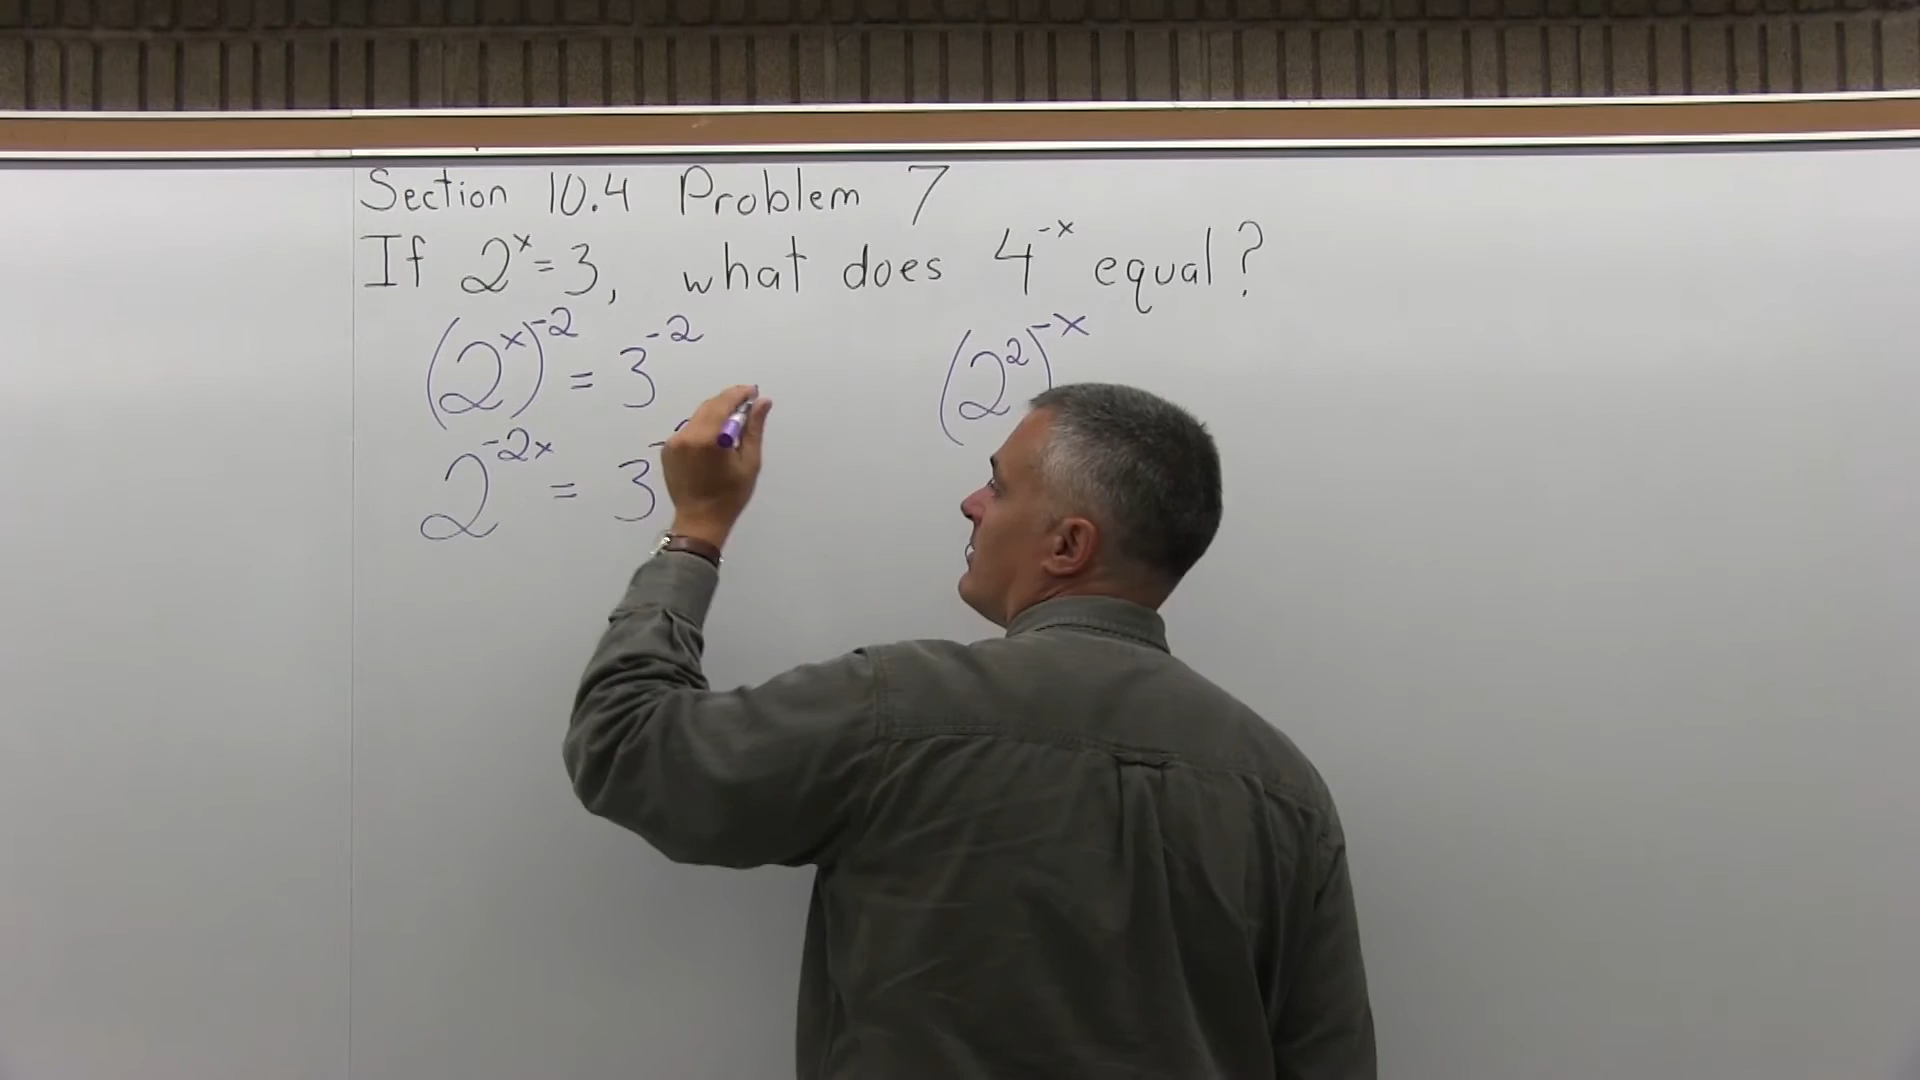 Section 10.4 Problem 7
If 2^x = 3, what does 4^-x equal?
(2^x)^-2 = 3^-2 (2^2)^-x
2^-2x = 3^-